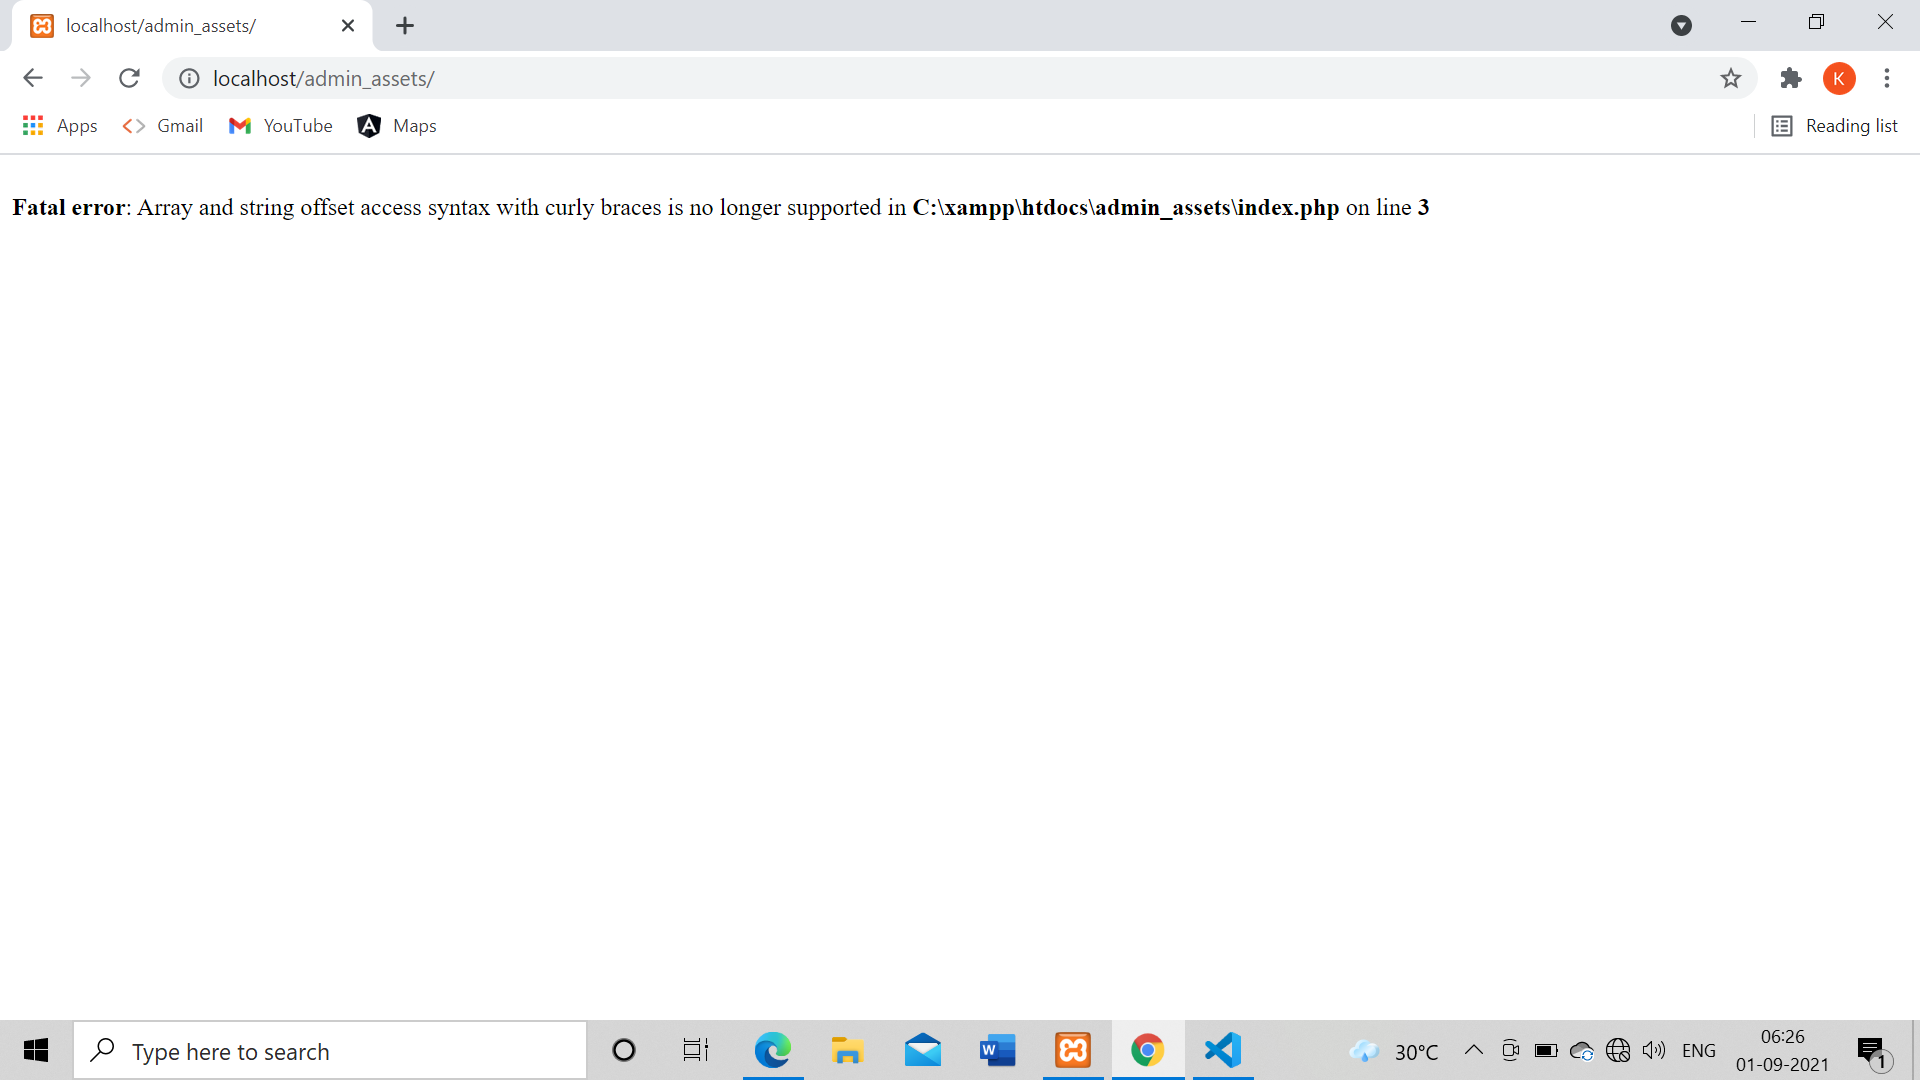 localhost/admin_assets/
localhost/admin_assets/
K
Apps
Gmail
YouTube
Maps
Reading list
Fatal error: Array and string offset access syntax with curly braces is no longer supported in C:\xampp\htdocs\admin_assets\index.php on line 3
Type here to search
W
30°C
ENG
06:26
01-09-2021
1